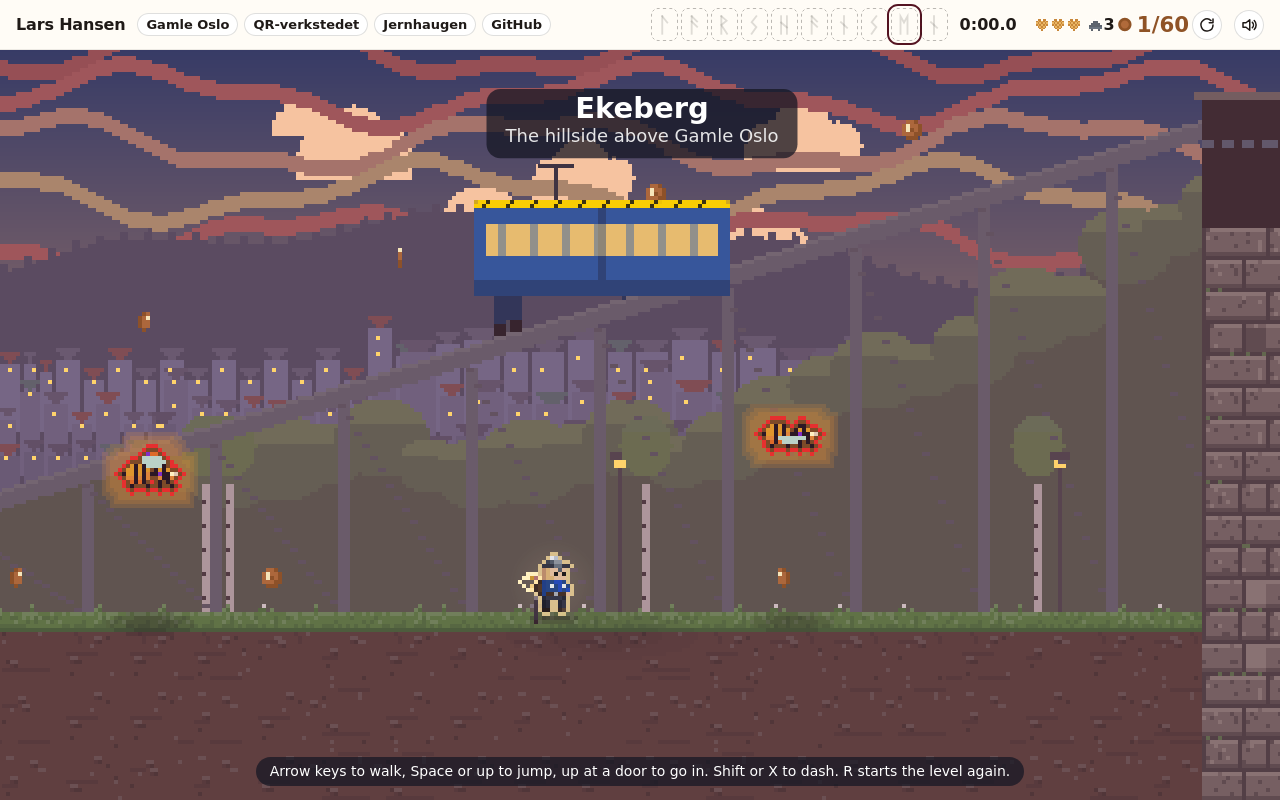 Lars Hansen
Gamle Oslo
QR-verkstedet
Jernhaugen
GitHub
ᚾ
0:00.0
3
1/60
Ekeberg
The hillside above Gamle Oslo
Arrow keys to walk, Space or up to jump, up at a door to go in. Shift or X to dash. R starts the level again.